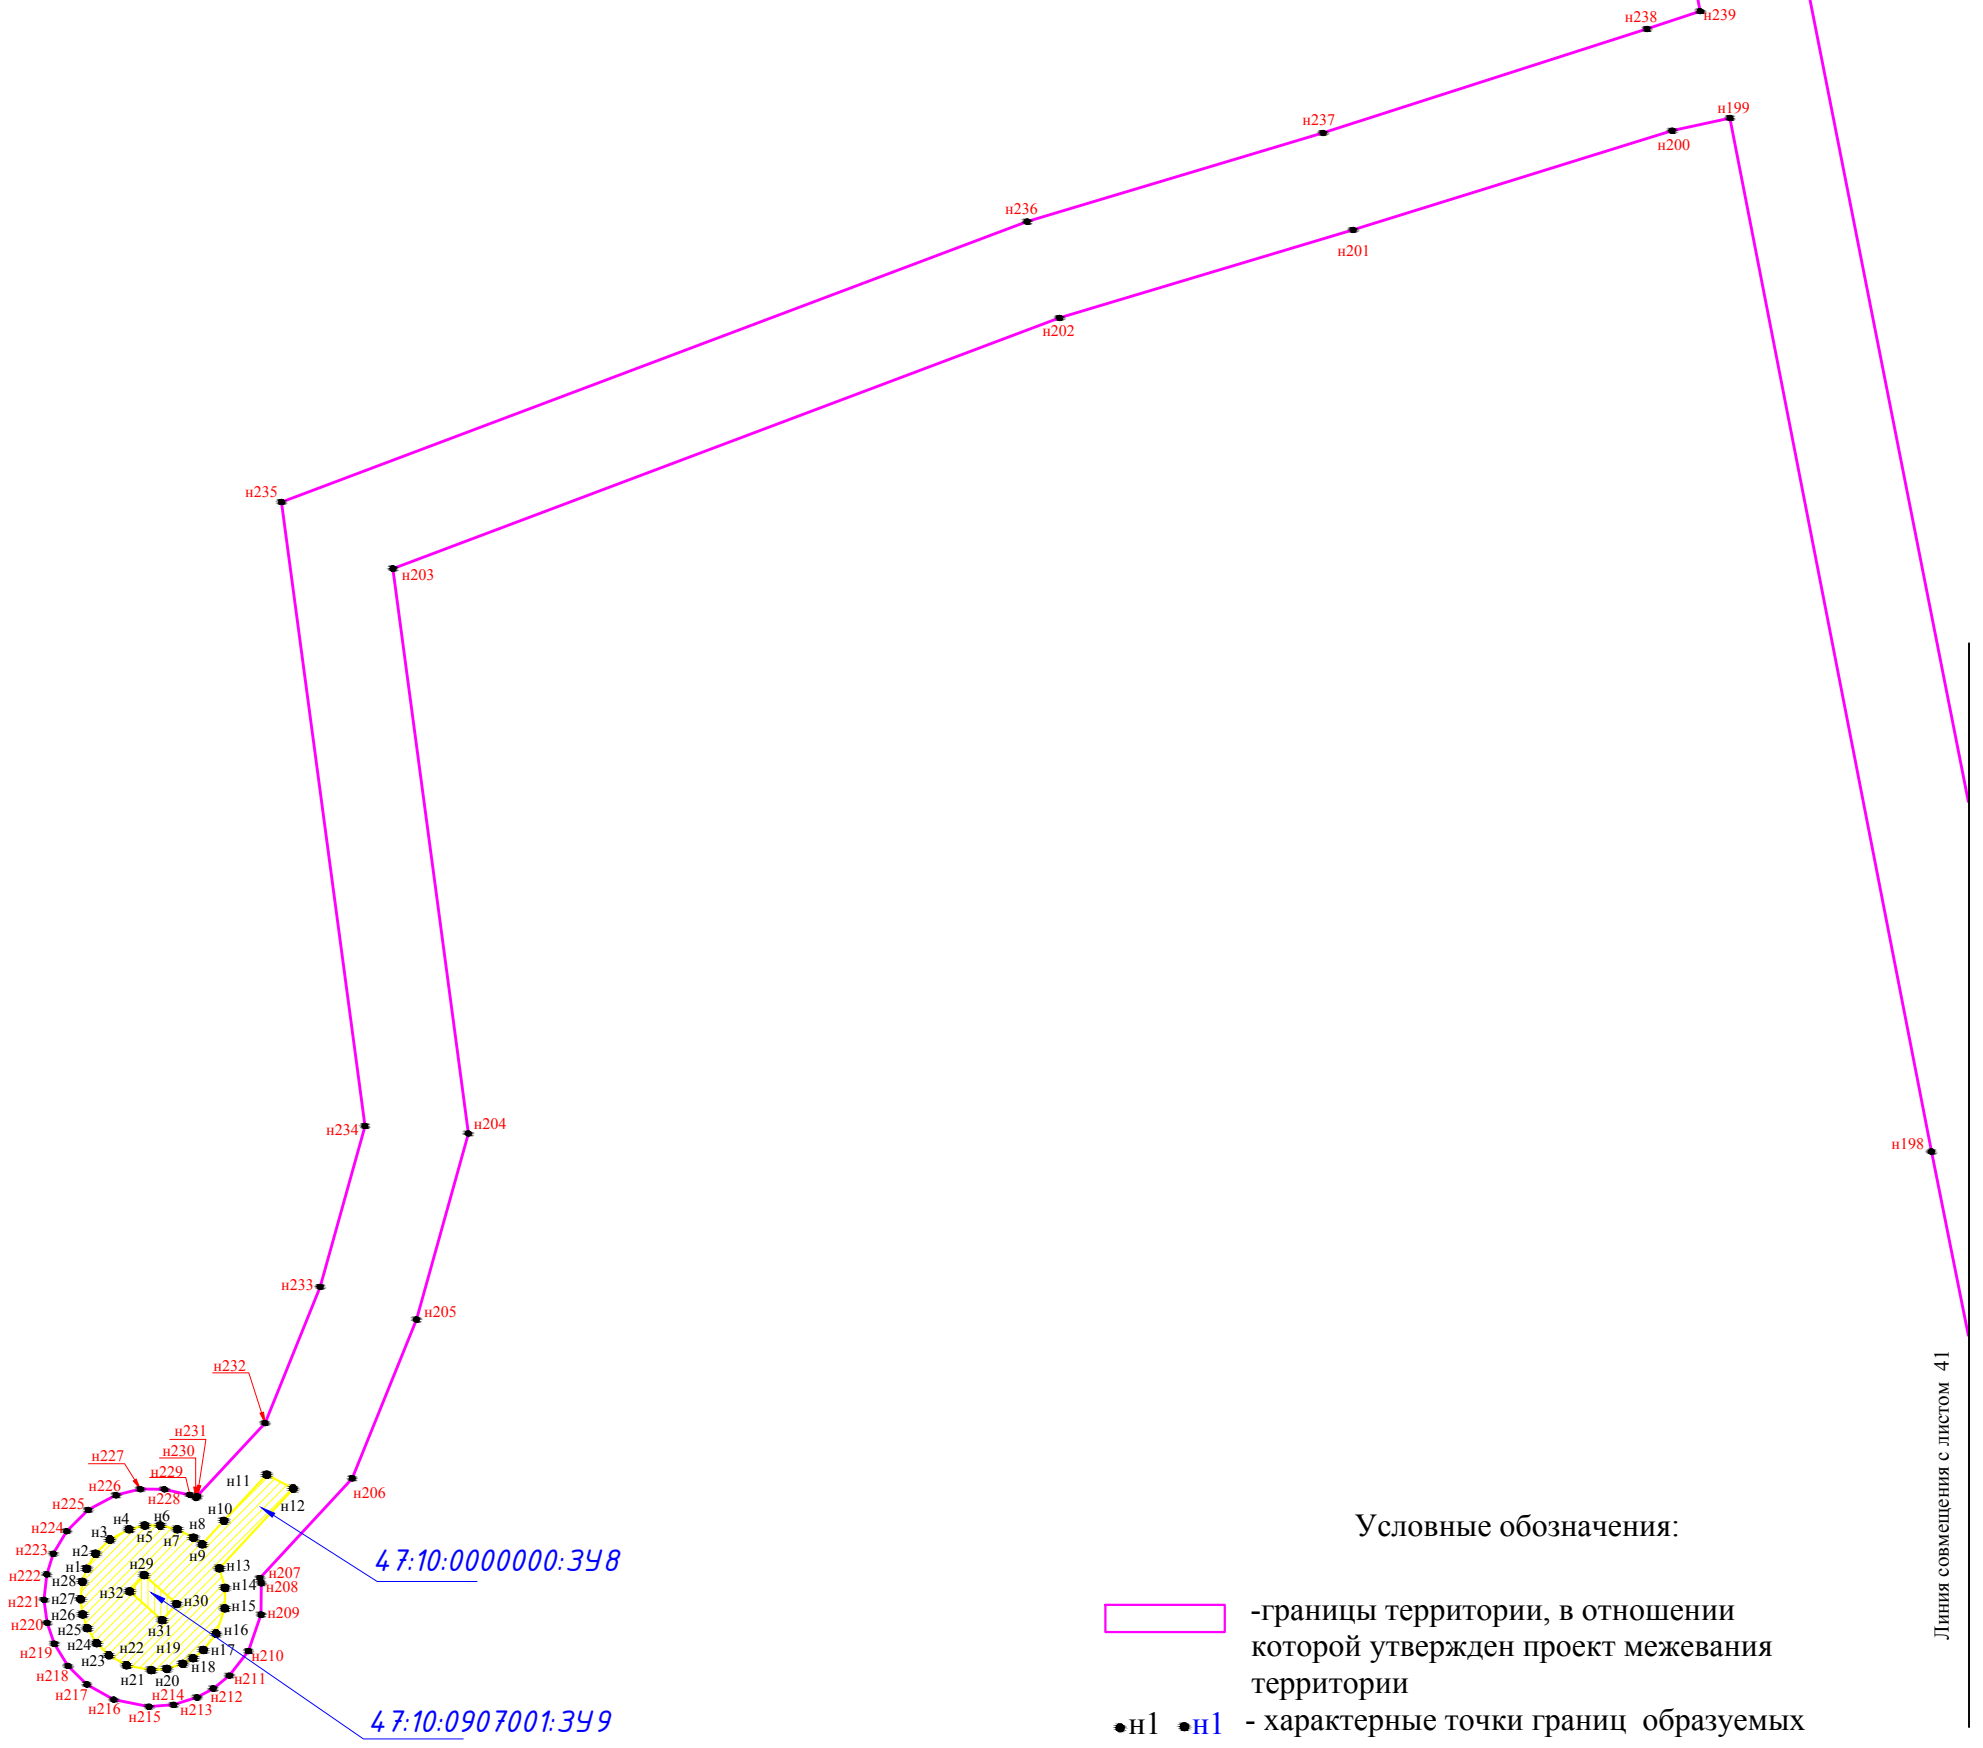 н238
н239
н199
н237
н200
н236
н201
н202
н235
н203
н204
н234
н198
н233
н205
н232
н231
н230
н227
н229
н11
н206
н226
н228
н12
н225
н10
н4
н6
н224
н3
н5
н8
н7
н9
н223
н2
47:10:0000000:ЗУ8
н1
н29
н13
н207
н222
н28
н14
н208
н32
н221
н27
н30
н15
н209
н220
н26
н31
н25
н16
н219
н24
н22
н19
н17
н210
н218
н23
н21
н20
н18
н211
н217
н216
н215
н214
н213
н212
47:10:0907001:ЗУ9
Линия совмещения с листом 41
Условные обозначения:
-границы территории, в отношении
которой утвержден проект межевания
территории
н1 н1 - характерные точки границ образуемых